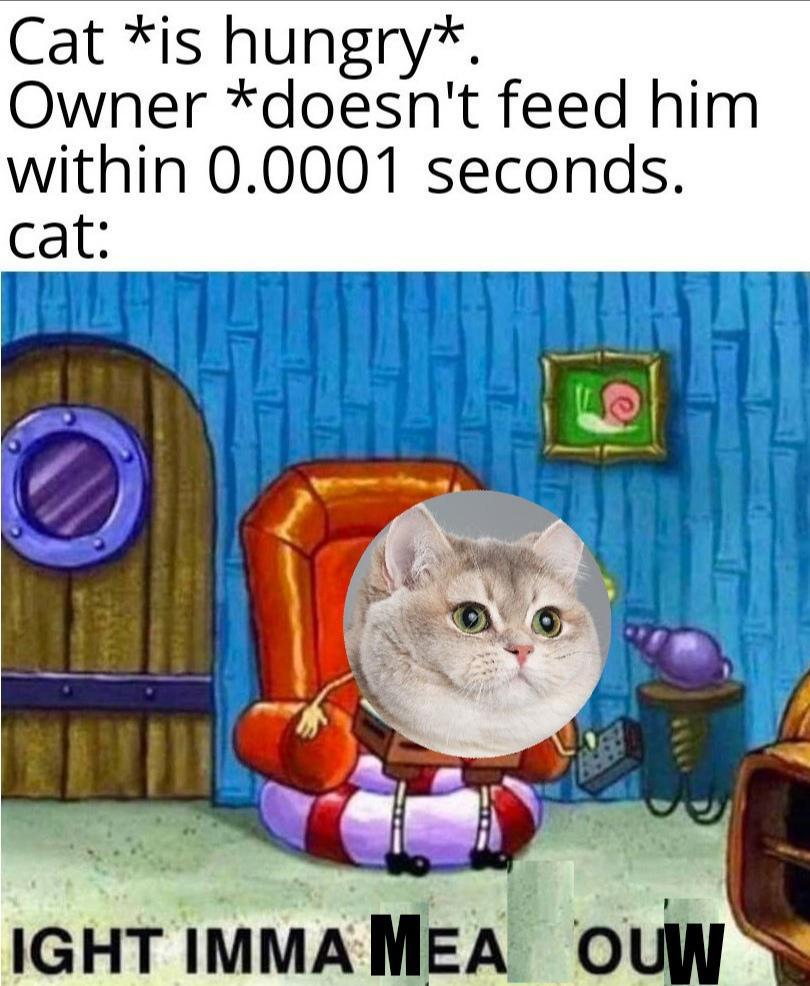 Cat *is hungry*.
Owner *doesn't feed him
within 0.0001 seconds.
cat:
IGHT IMMA MEA OUW